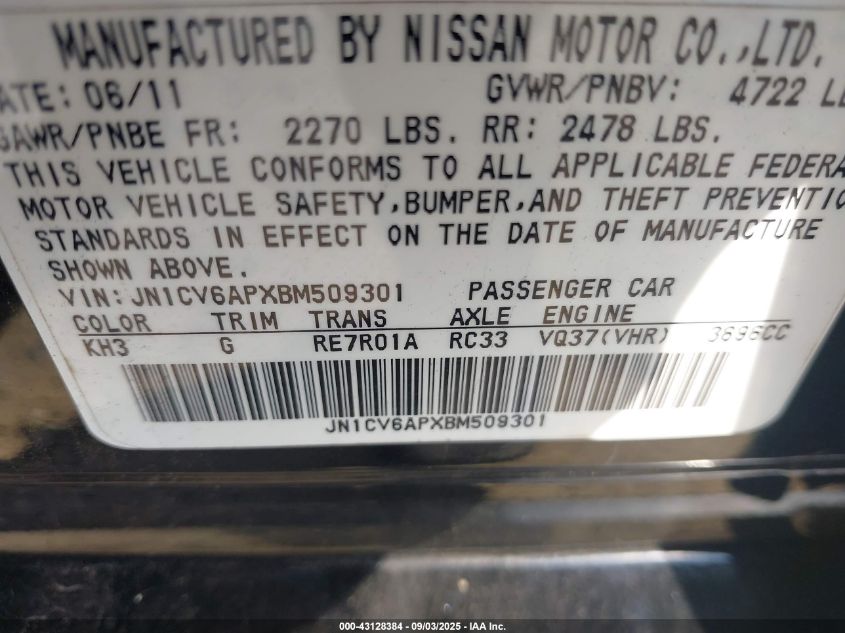 MANUFACTURED BY NISSAN MOTOR CO.,LTD.
ATE: 06/11 GVWR/PNBV: 4722 LB
GAWR/PNBE FR: 2270 LBS. RR: 2478 LBS.
THIS VEHICLE CONFORMS TO ALL APPLICABLE FEDERA
MOTOR VEHICLE SAFETY,BUMPER,AND THEFT PREVENTIO
STANDARDS IN EFFECT ON THE DATE OF MANUFACTURE
SHOWN ABOVE.
VIN:JN1CV6APXBM509301 PASSENGER CAR
COLOR TRIM TRANS AXLE ENGINE
KH3 G RE7R01A RC33 VQ37(VHR) 3696CC
JN1CV6APXBM509301
000-43128384 - 09/03/2025 - IAA Inc.